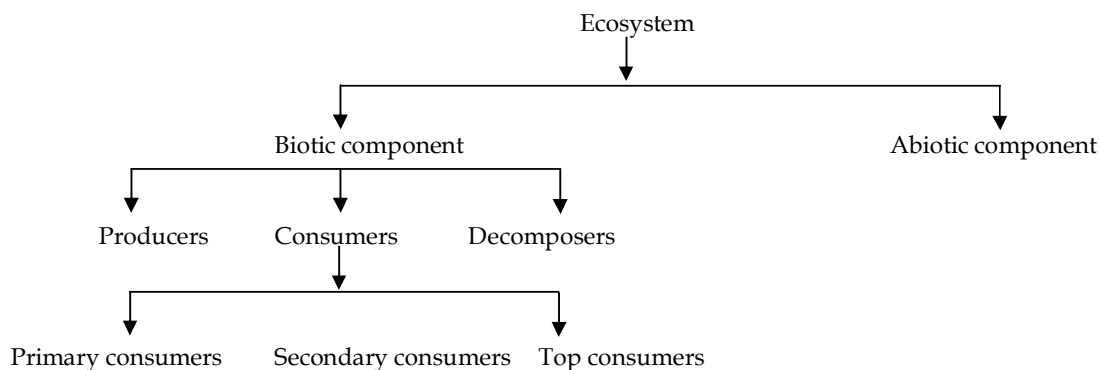 Ecosystem
Biotic component Abiotic component
Producers Consumers Decomposers
Primary consumers Secondary consumers Top consumers